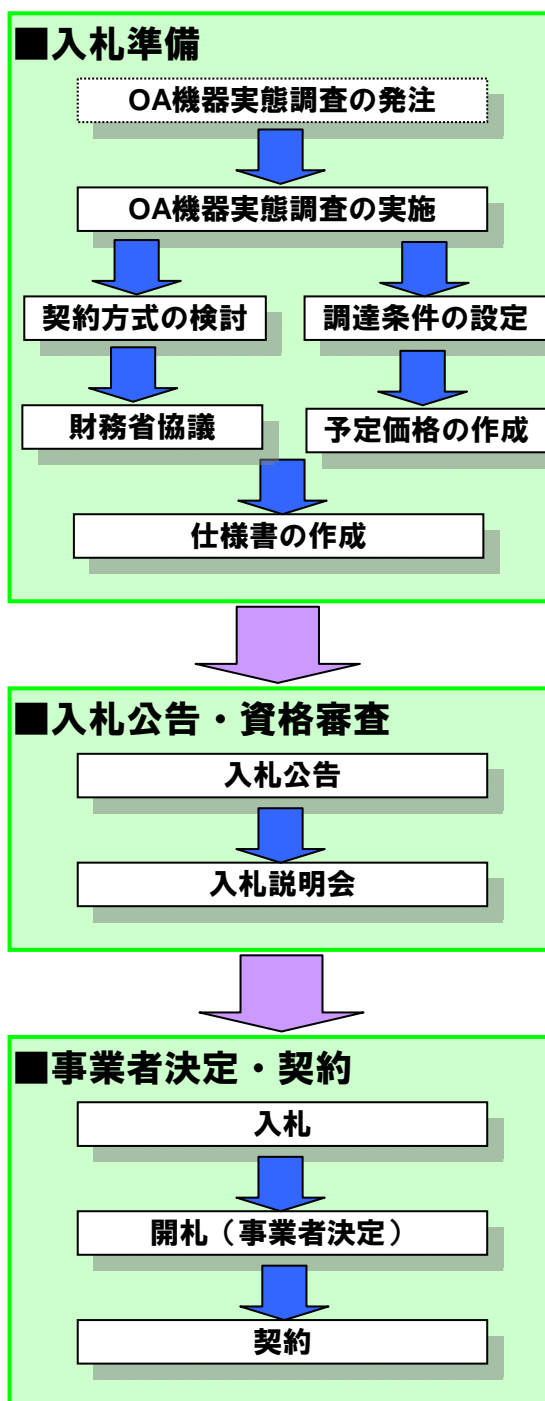 ■入札準備
OA機器実態調査の発注
OA機器実態調査の実施
契約方式の検討
調達条件の設定
財務省協議
予定価格の作成
仕様書の作成
■入札公告・資格審査
入札公告
入札説明会
■事業者決定・契約
入札
開札（事業者決定）
契約